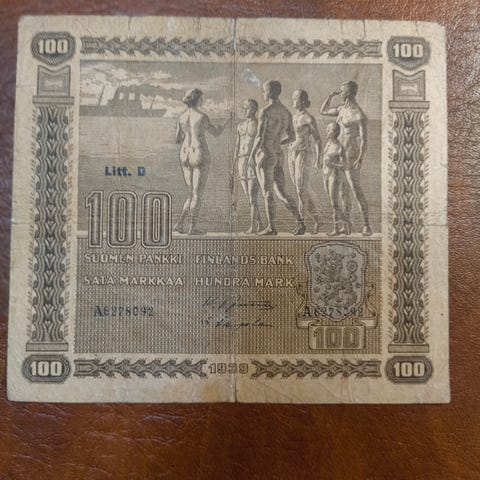 100 100
Litt. D
100
SUOMEN PANKKI FINLANDS BANK
SATA MARKKAA HUNDRA MARK
A6278092 A6278092
100
100 1939 100